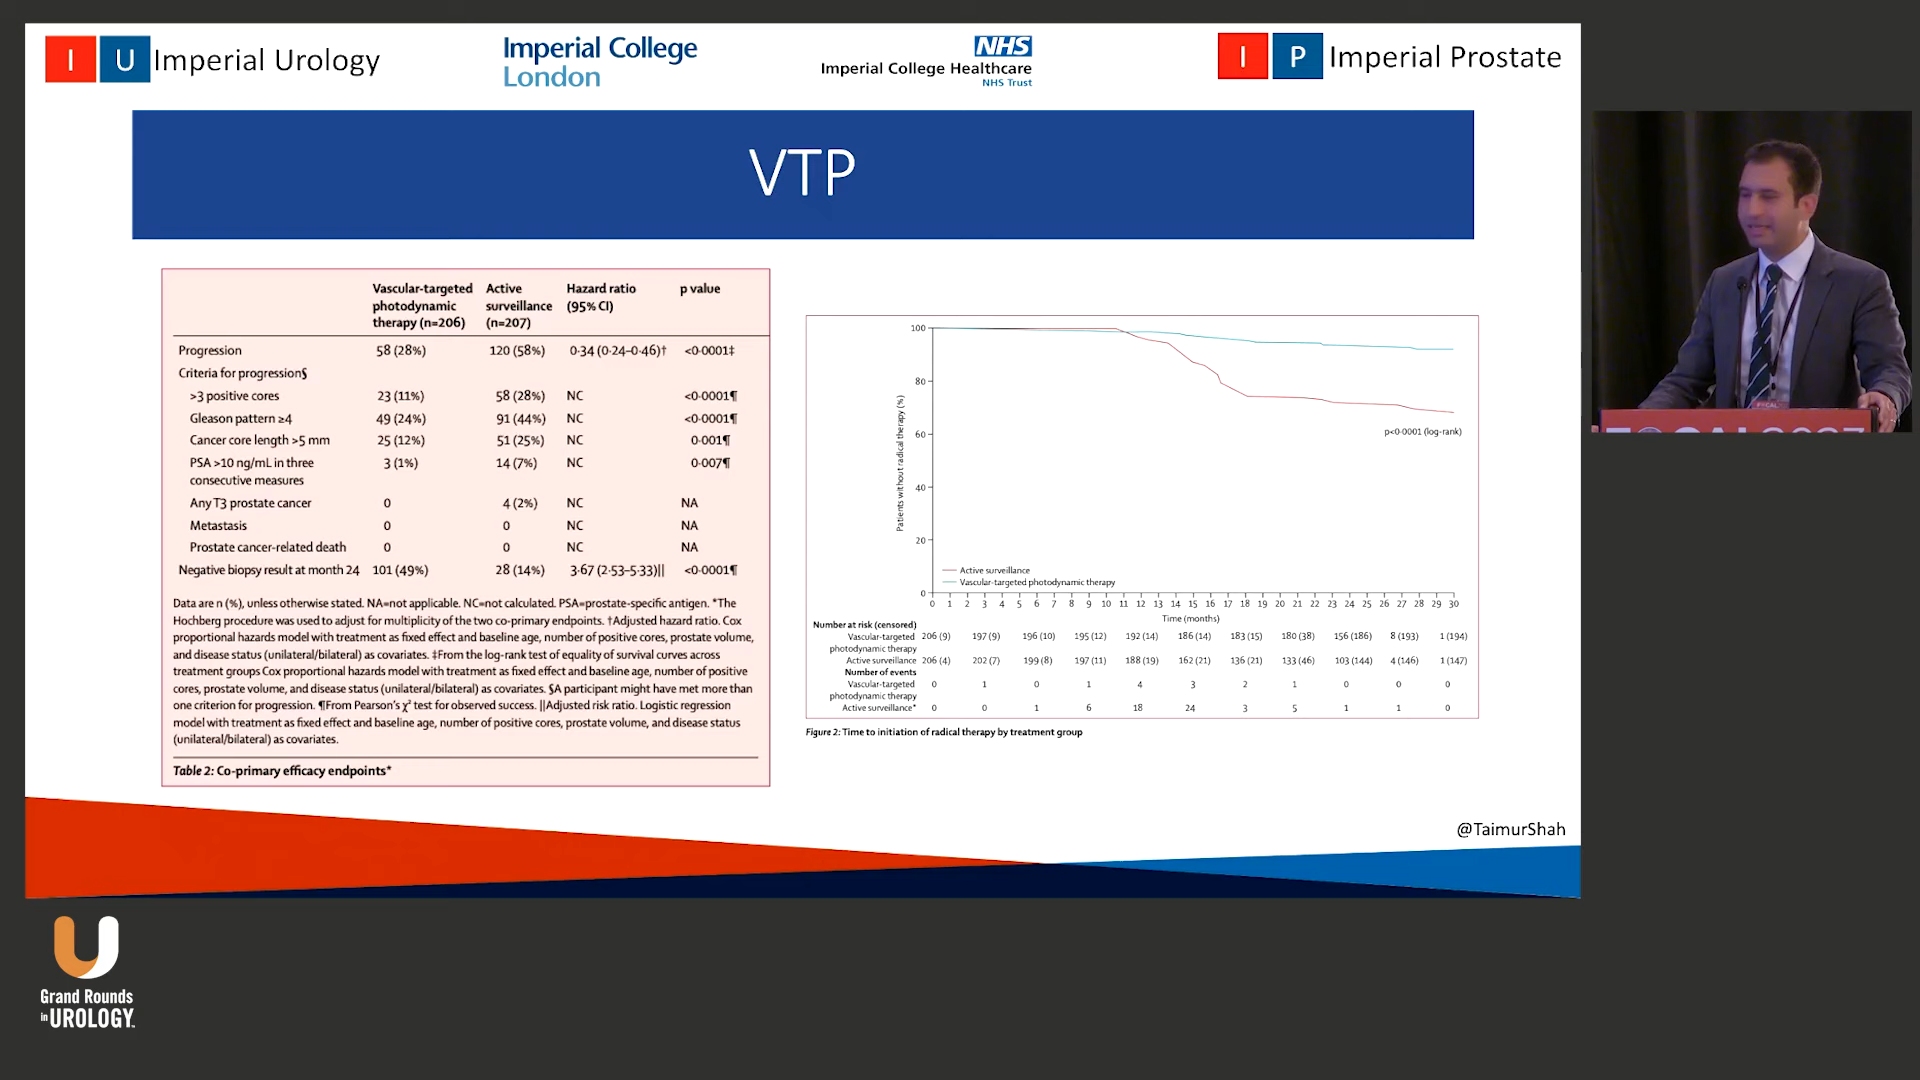 I U Imperial Urology
Imperial College
London
NHS
Imperial College Healthcare
NHS Trust
I P Imperial Prostate
VTP
Vascular-targeted photodynamic therapy (n=206) Active surveillance (n=207) Hazard ratio (95% CI) p value
Progression 58 (28%) 120 (58%) 0·34 (0·24–0·46)† <0·0001‡
Criteria for progression§
>3 positive cores 23 (11%) 58 (28%) NC <0·0001¶
Gleason pattern ≥4 49 (24%) 91 (44%) NC <0·0001¶
Cancer core length >5 mm 25 (12%) 51 (25%) NC 0·001¶
PSA >10 ng/mL in three 3 (1%) 14 (7%) NC 0·007¶
consecutive measures
Any T3 prostate cancer 0 4 (2%) NC NA
Metastasis 0 0 NC NA
Prostate cancer-related death 0 0 NC NA
Negative biopsy result at month 24 101 (49%) 28 (14%) 3·67 (2·53–5·33)|| <0·0001¶
Data are n (%), unless otherwise stated. NA=not applicable. NC=not calculated. PSA=prostate-specific antigen. *The
Hochberg procedure was used to adjust for multiplicity of the two co-primary endpoints. †Adjusted hazard ratio. Cox
proportional hazards model with treatment as fixed effect and baseline age, number of positive cores, prostate volume,
and disease status (unilateral/bilateral) as covariates. ‡From the log-rank test of equality of survival curves across
treatment groups Cox proportional hazards model with treatment as fixed effect and baseline age, number of positive
cores, prostate volume, and disease status (unilateral/bilateral) as covariates. §A participant might have met more than
one criterion for progression. ¶From Pearson's χ² test for observed success. ||Adjusted risk ratio. Logistic regression
model with treatment as fixed effect and baseline age, number of positive cores, prostate volume, and disease status
(unilateral/bilateral) as covariates.
Table 2: Co-primary efficacy endpoints*
Patients without radical therapy (%)
100
80
60
40
20
0
p<0·0001 (log-rank)
Active surveillance
Vascular-targeted photodynamic therapy
0 1 2 3 4 5 6 7 8 9 10 11 12 13 14 15 16 17 18 19 20 21 22 23 24 25 26 27 28 29 30
Time (months)
Number at risk (censored)
Vascular-targeted 206 (9) 197 (9) 196 (10) 195 (12) 192 (14) 186 (14) 183 (15) 180 (38) 156 (186) 8 (193) 1 (194)
photodynamic therapy
Active surveillance 206 (4) 202 (7) 199 (8) 197 (11) 188 (19) 162 (21) 136 (21) 133 (46) 103 (144) 4 (146) 1 (147)
Number of events
Vascular-targeted 0 1 0 1 4 3 2 1 0 0 0
photodynamic therapy
Active surveillance* 0 0 1 6 18 24 3 5 1 1 0
Figure 2: Time to initiation of radical therapy by treatment group
@TaimurShah
Grand Rounds
in UROLOGY